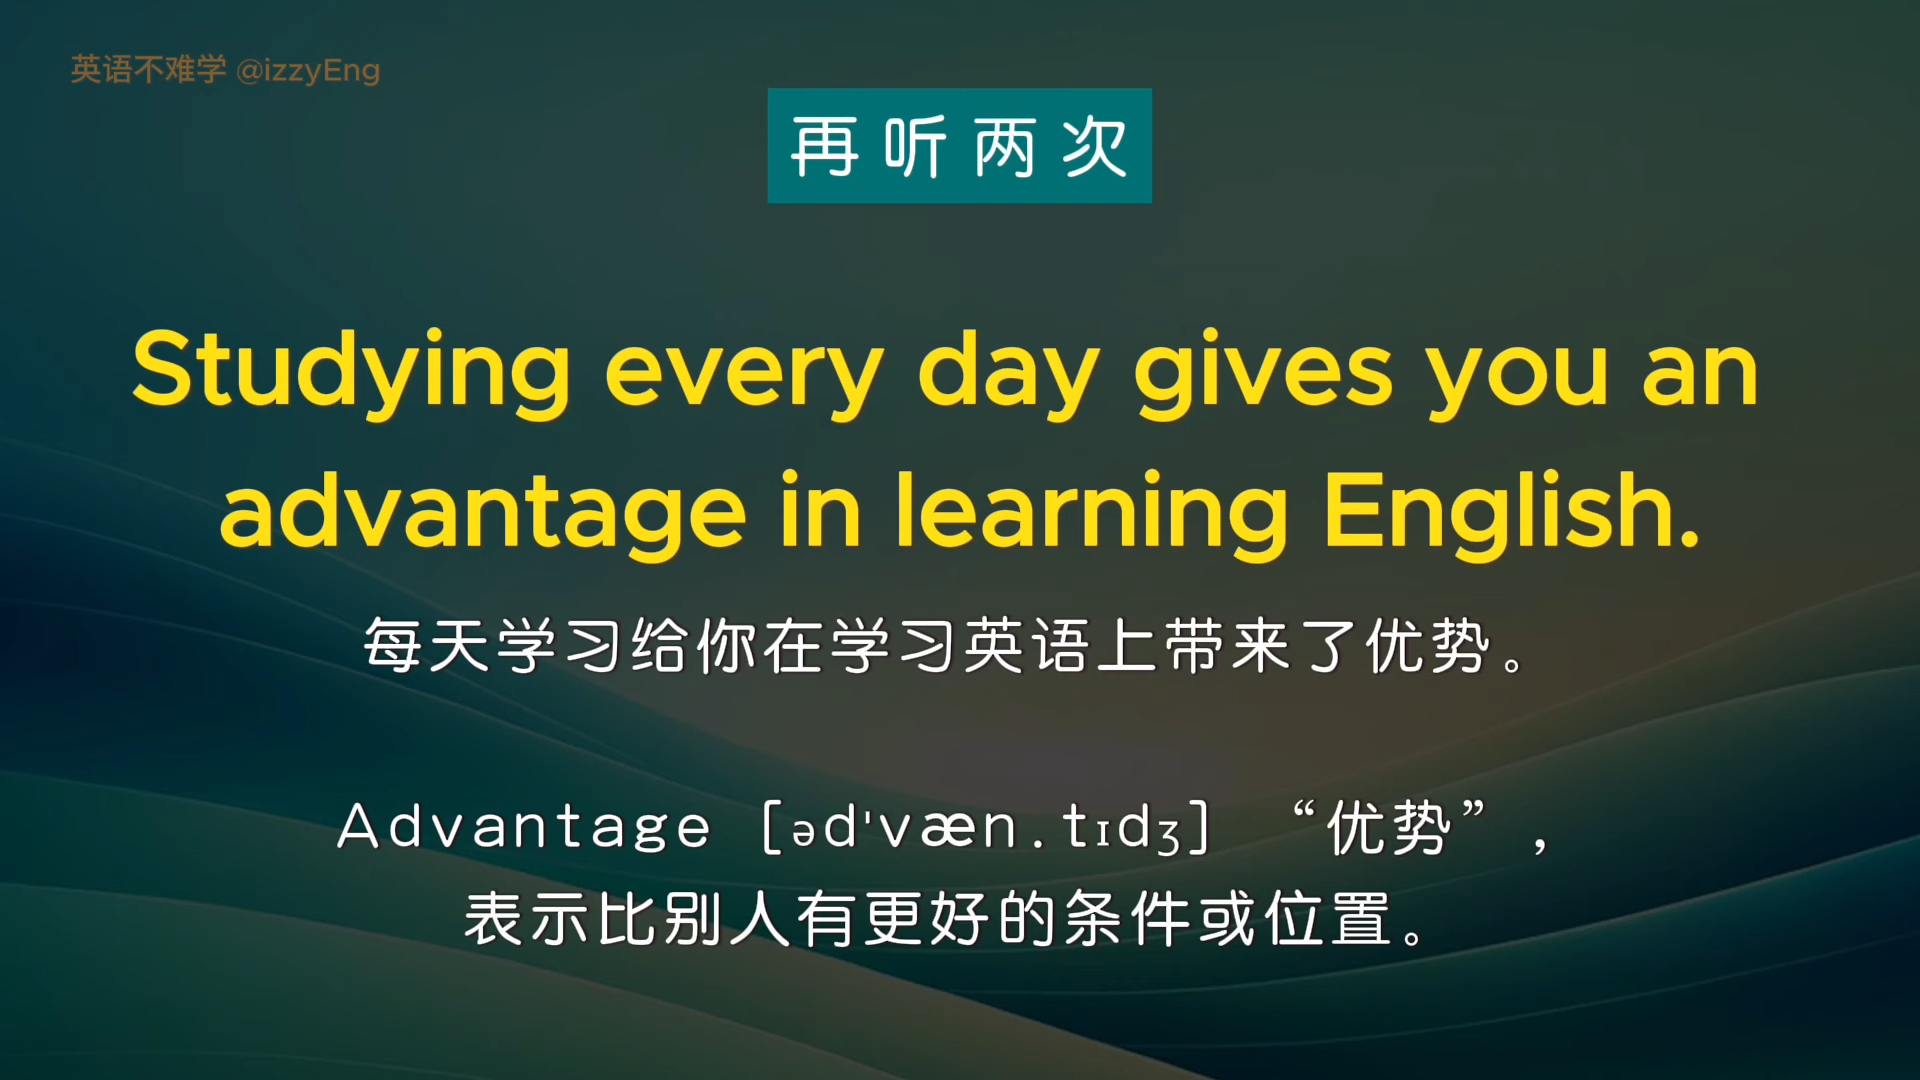 英语不难学 @izzyEng
再听两次
Studying every day gives you an
advantage in learning English.
每天学习给你在学习英语上带来了优势。
Advantage [ədˈvæn.tɪdʒ] “优势”,
表示比别人有更好的条件或位置。